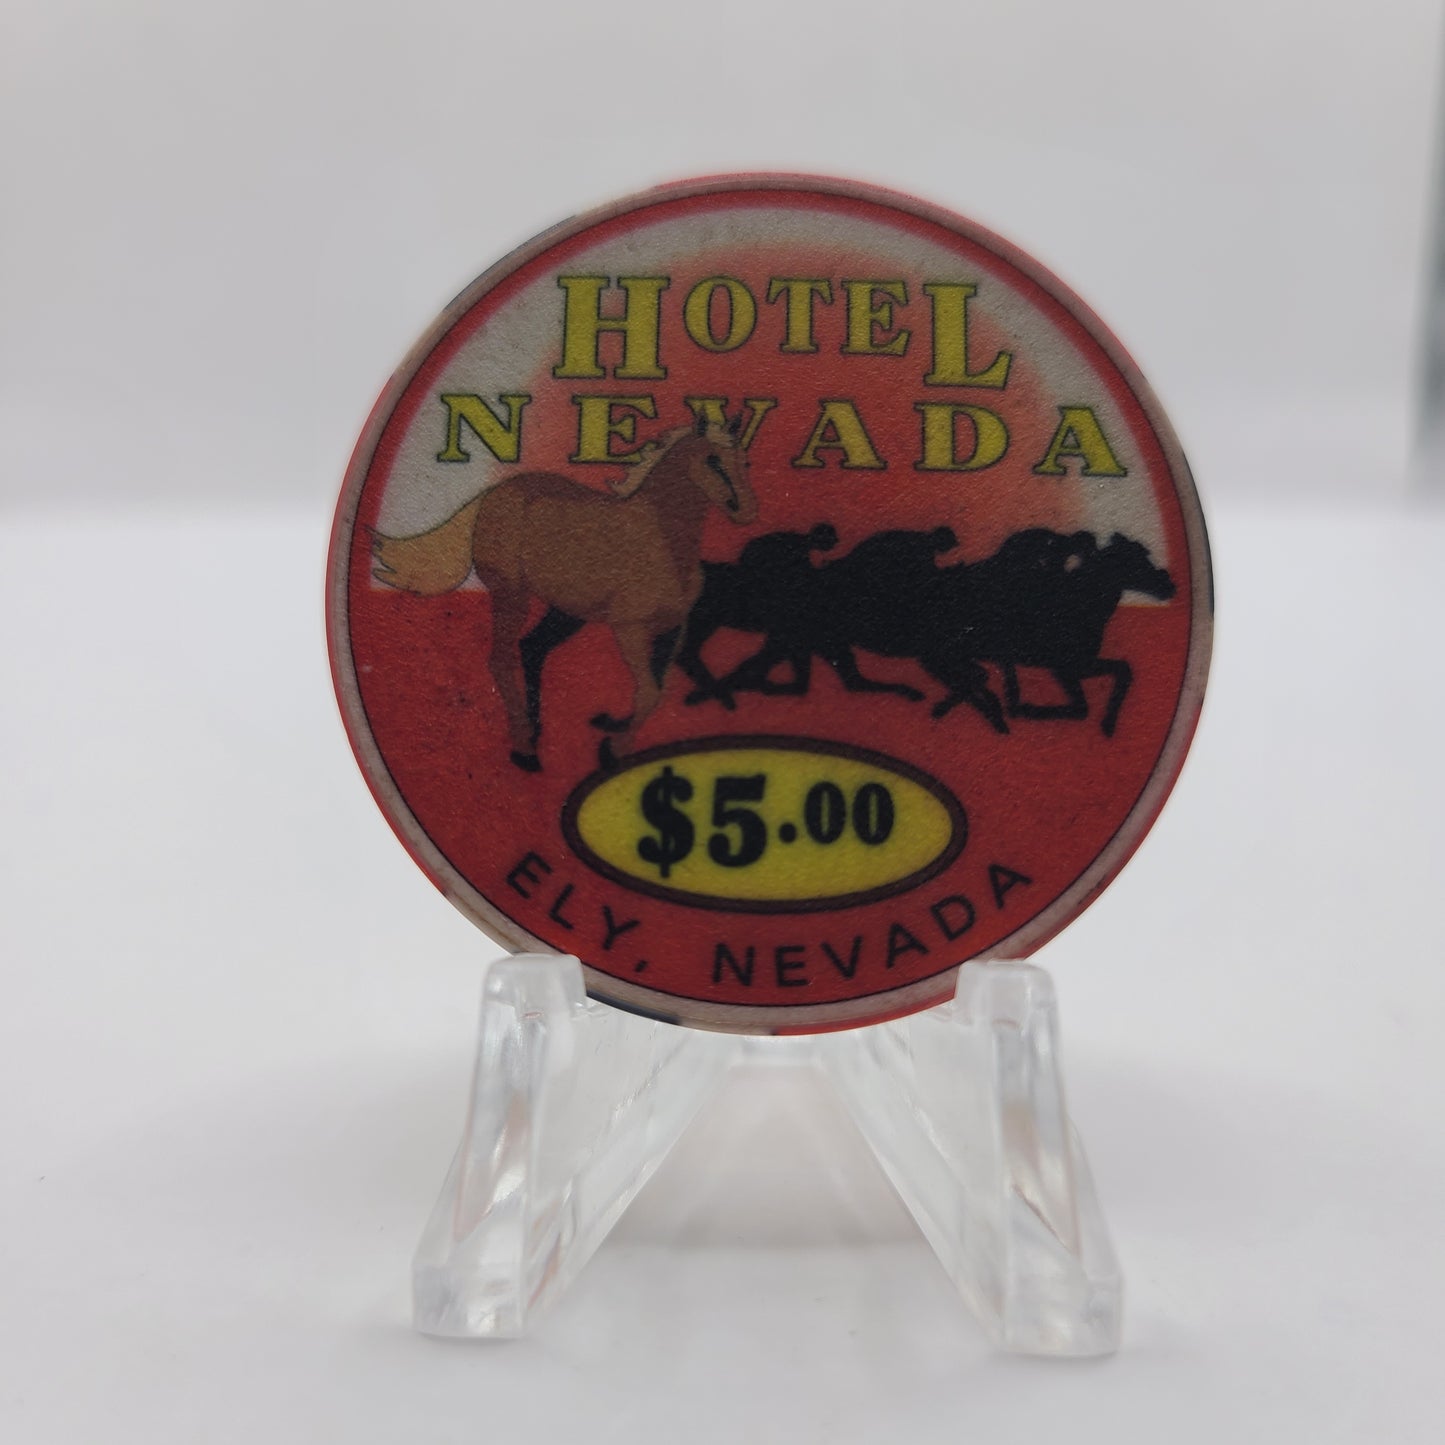 HOTEL
NEVADA
$5.00
ELY, NEVADA